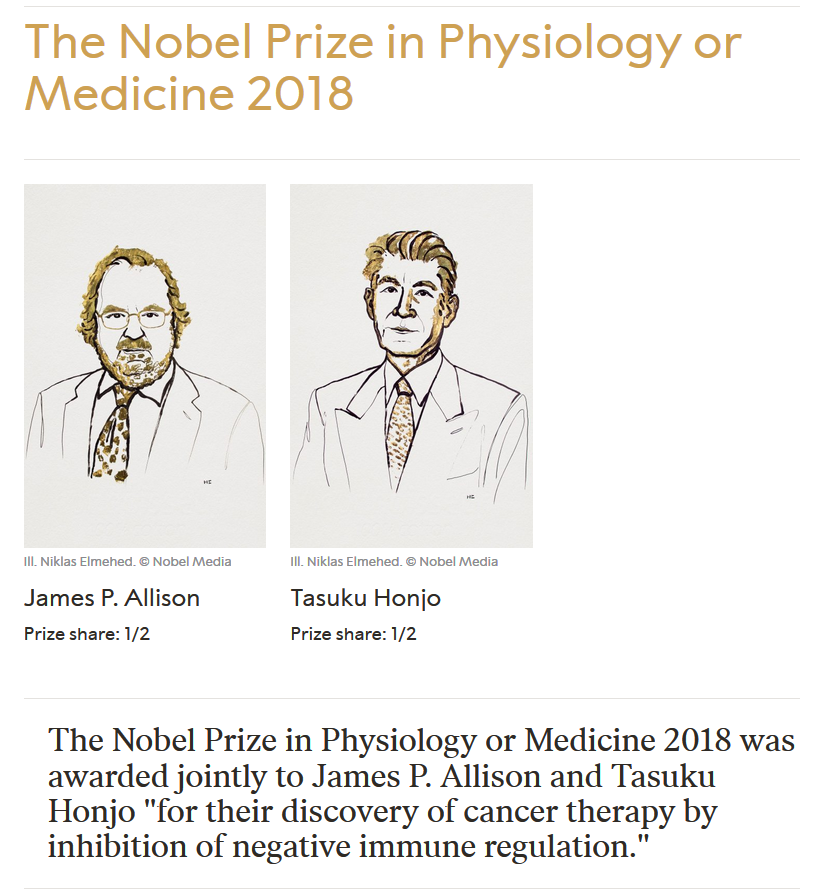 The Nobel Prize in Physiology or
Medicine 2018
HE
HE
Ill. Niklas Elmehed. © Nobel Media
Ill. Niklas Elmehed. © Nobel Media
James P. Allison
Tasuku Honjo
Prize share: 1/2
Prize share: 1/2
The Nobel Prize in Physiology or Medicine 2018 was
awarded jointly to James P. Allison and Tasuku
Honjo "for their discovery of cancer therapy by
inhibition of negative immune regulation."